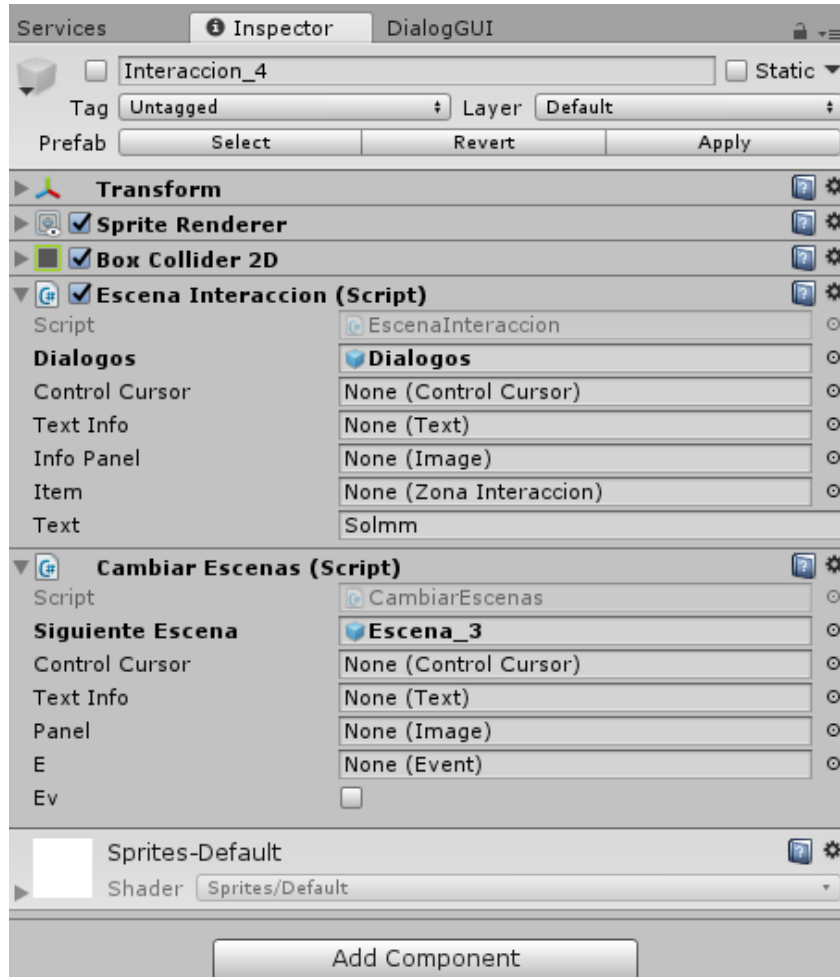 Services Inspector DialogGUI
Interaccion_4 Static
Tag Untagged Layer Default
Prefab Select Revert Apply
Transform
Sprite Renderer
Box Collider 2D
Escena Interaccion (Script)
Script EscenaInteraccion
Dialogos Dialogos
Control Cursor None (Control Cursor)
Text Info None (Text)
Info Panel None (Image)
Item None (Zona Interaccion)
Text Solmm
Cambiar Escenas (Script)
Script CambiarEscenas
Siguiente Escena Escena_3
Control Cursor None (Control Cursor)
Text Info None (Text)
Panel None (Image)
E None (Event)
Ev
Sprites-Default
Shader Sprites/Default
Add Component